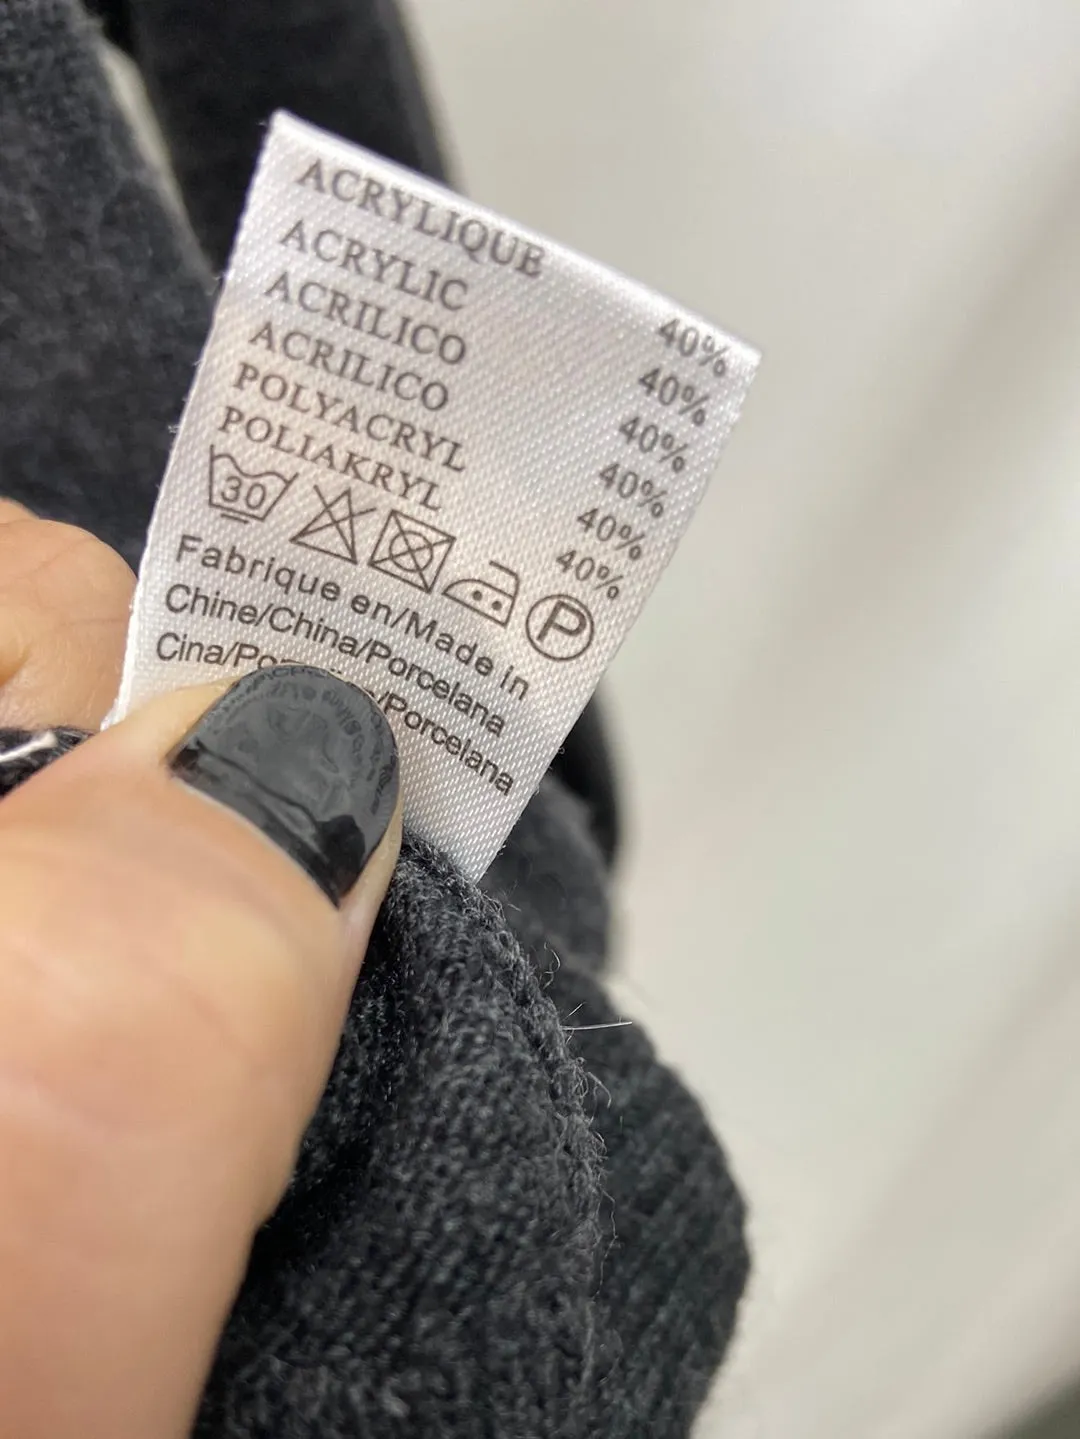 ACRYLIQUE 40%
ACRYLIC 40%
ACRILICO 40%
ACRILICO 40%
POLYACRYL 40%
POLIAKRYL 40%
30 P
Fabrique en/Made in
Chine/China/Porcelana
Cina/ /Porcelana